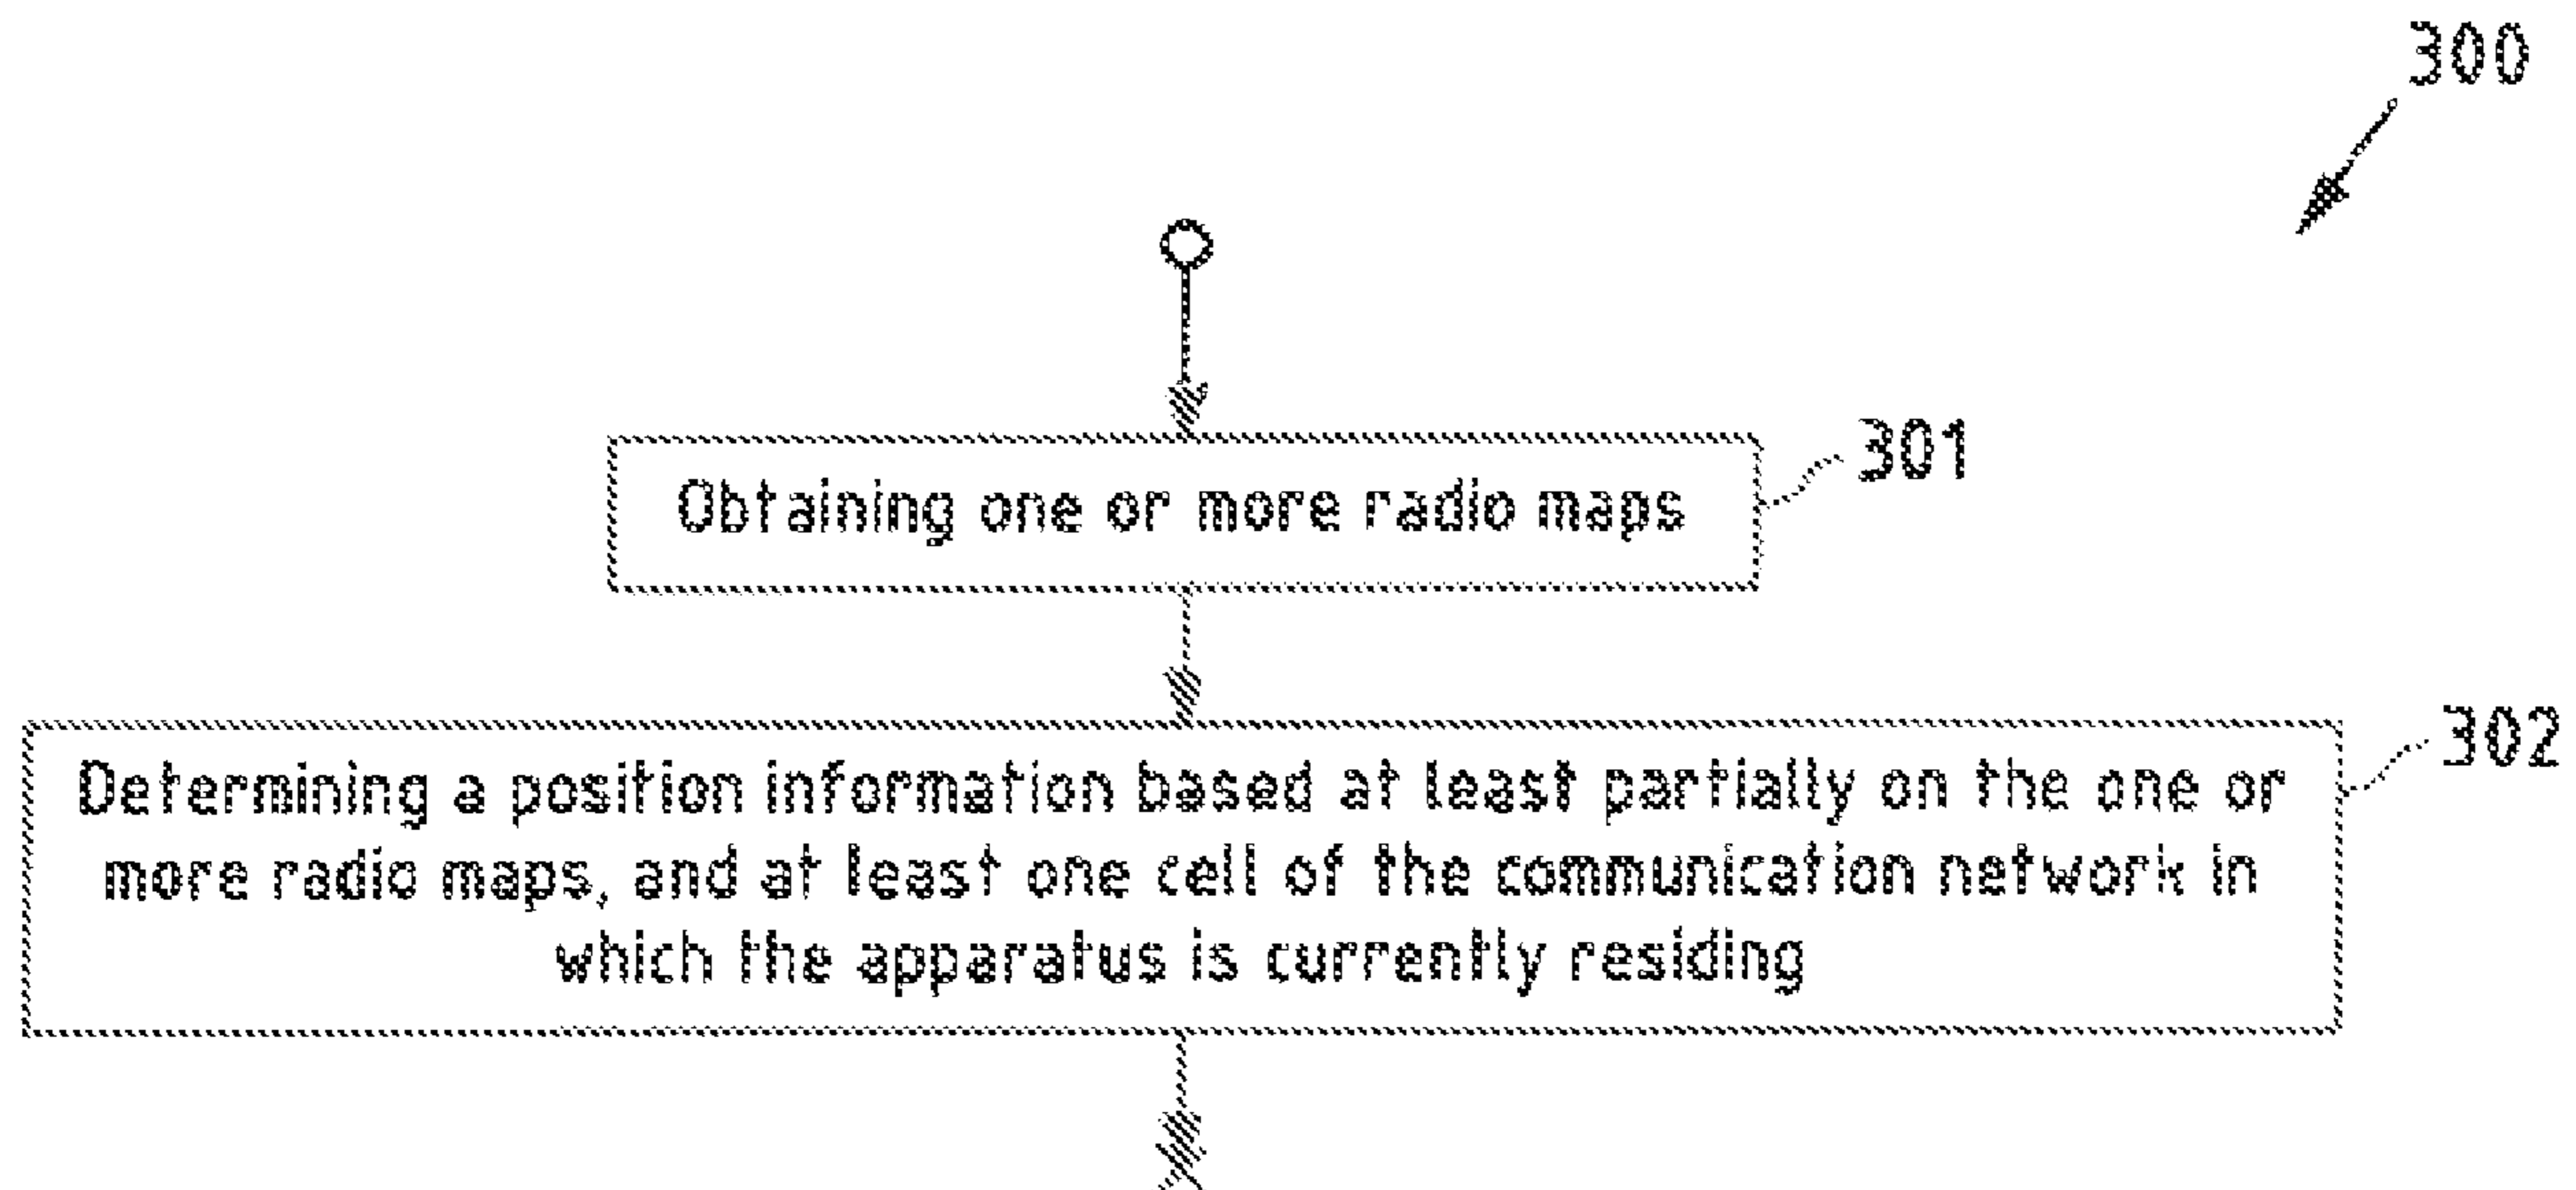 300
301
Obtaining one or more radio maps
302
Determining a position information based at least partially on the one or
more radio maps, and at least one cell of the communication network in
which the apparatus is currently residing